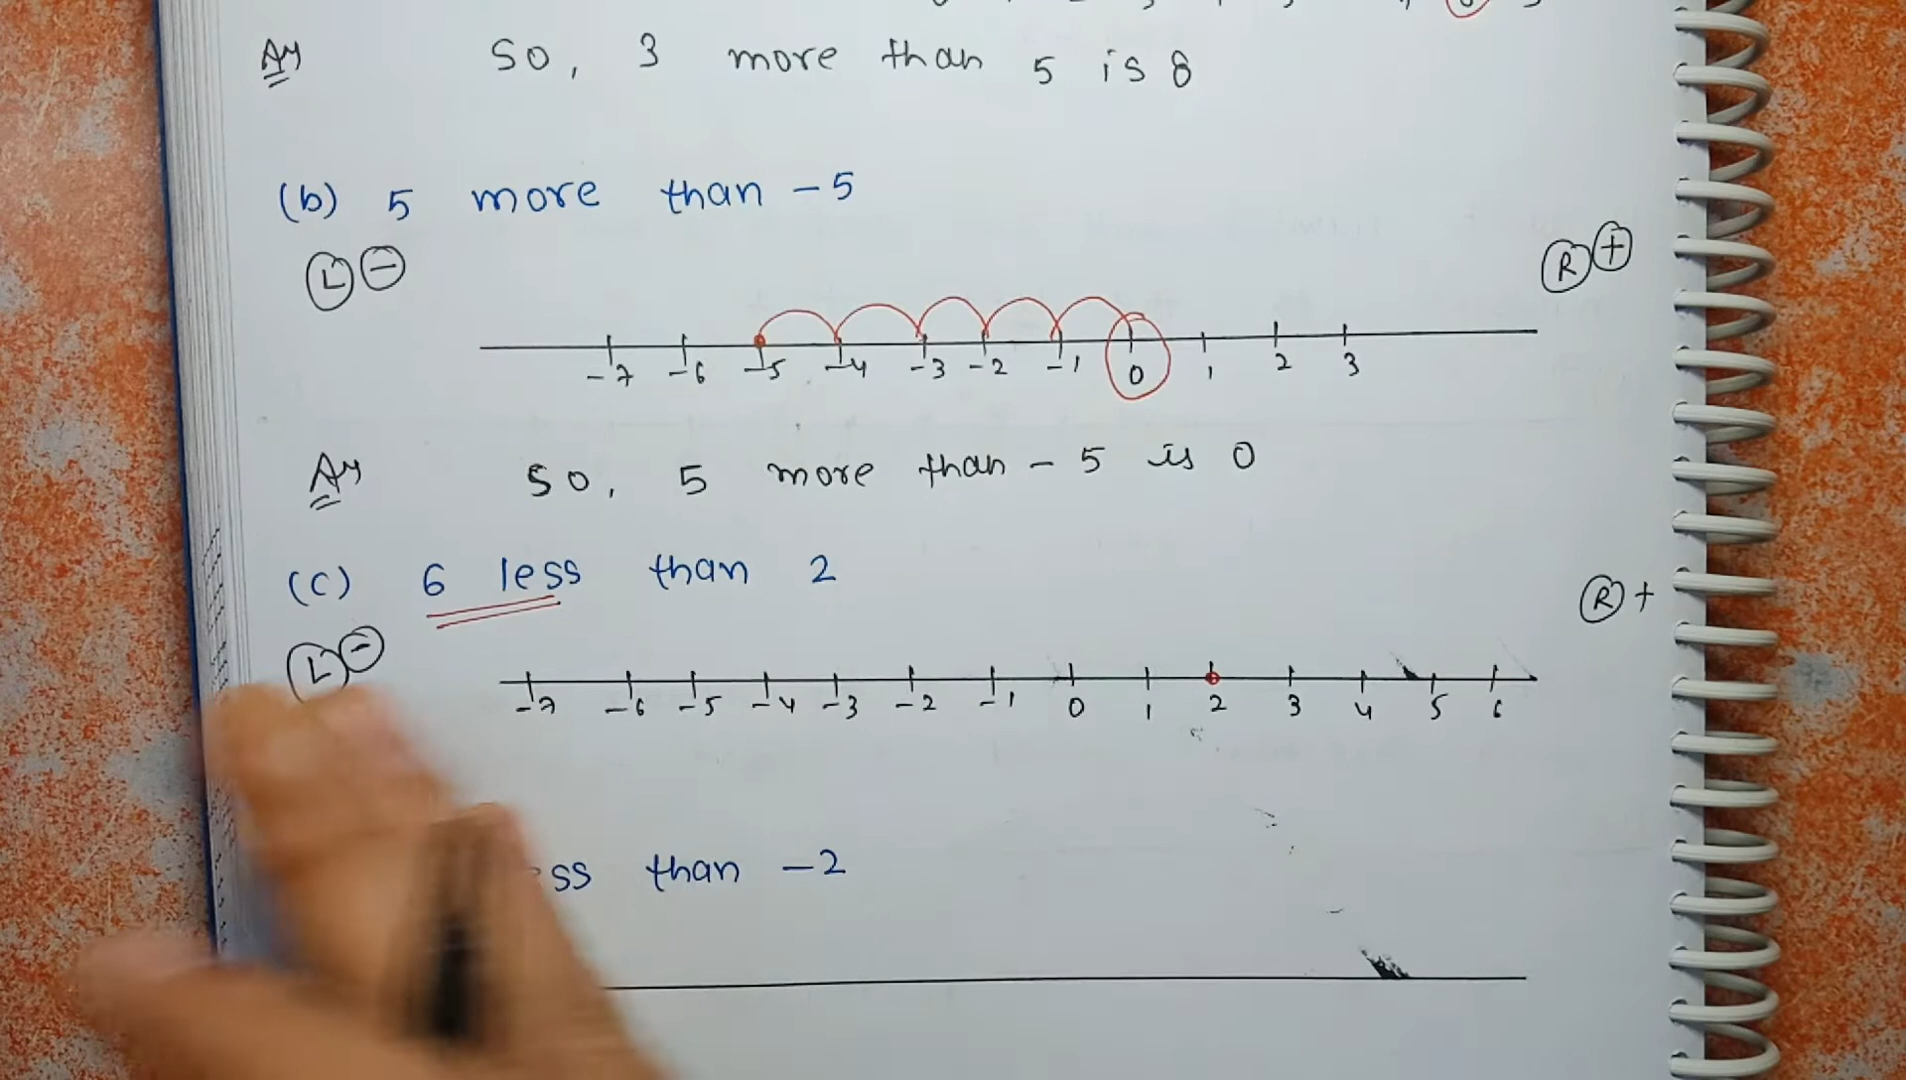 Ans So, 3 more than 5 is 8
(b) 5 more than -5
L - R +
-7 -6 -5 -4 -3 -2 -1 0 1 2 3
Ans So, 5 more than - 5 is 0
(c) 6 less than 2
R +
L -
-7 -6 -5 -4 -3 -2 -1 0 1 2 3 4 5 6
than -2